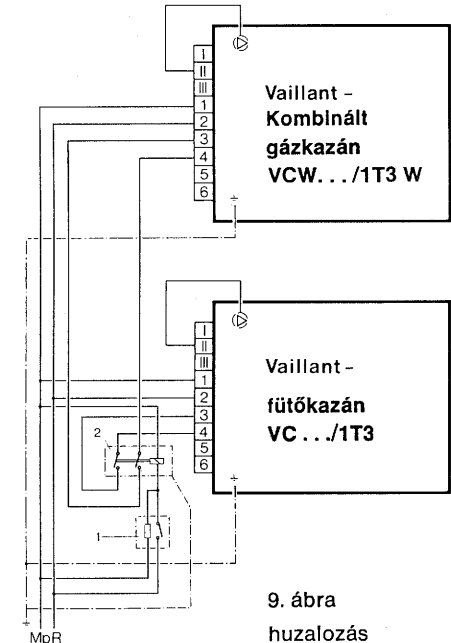 I
II
III
1
2
3
4
5
6
Vaillant –
Kombinált
gázkazán
VCW. . ./1T3 W
I
II
III
1
2
3
4
5
6
Vaillant –
fütőkazán
VC . . ./1T3
2
1
9. ábra
huzalozás
MpR